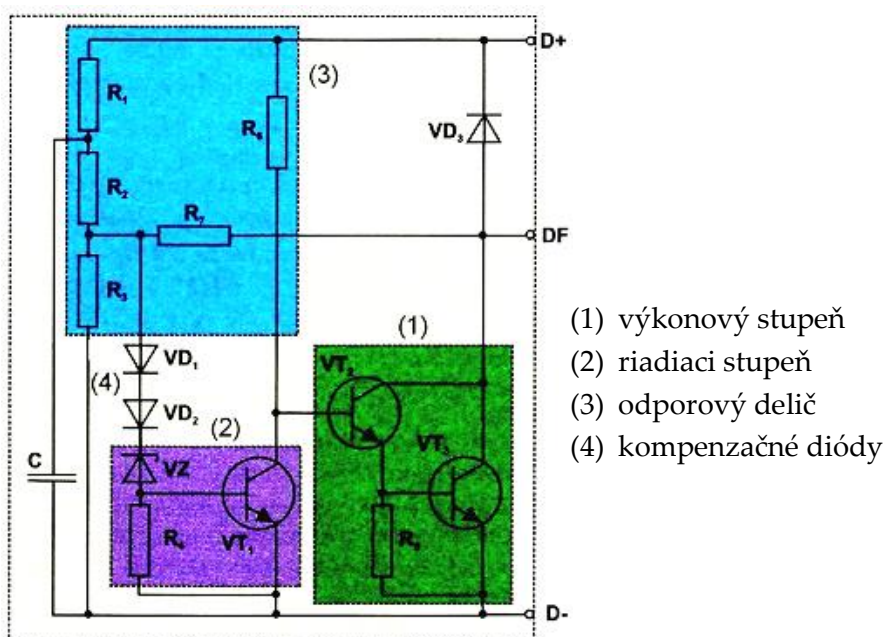 D+
(3)
R₁
R₆
VD₃
R₂
R₇
DF
R₃
(1)
(1) výkonový stupeň
VD₁
VT₂
(2) riadiaci stupeň
(4)
(3) odporový delič
VD₂
(2)
(4) kompenzačné diódy
C
VZ
VT₃
R₄
VT₁
R₅
D-